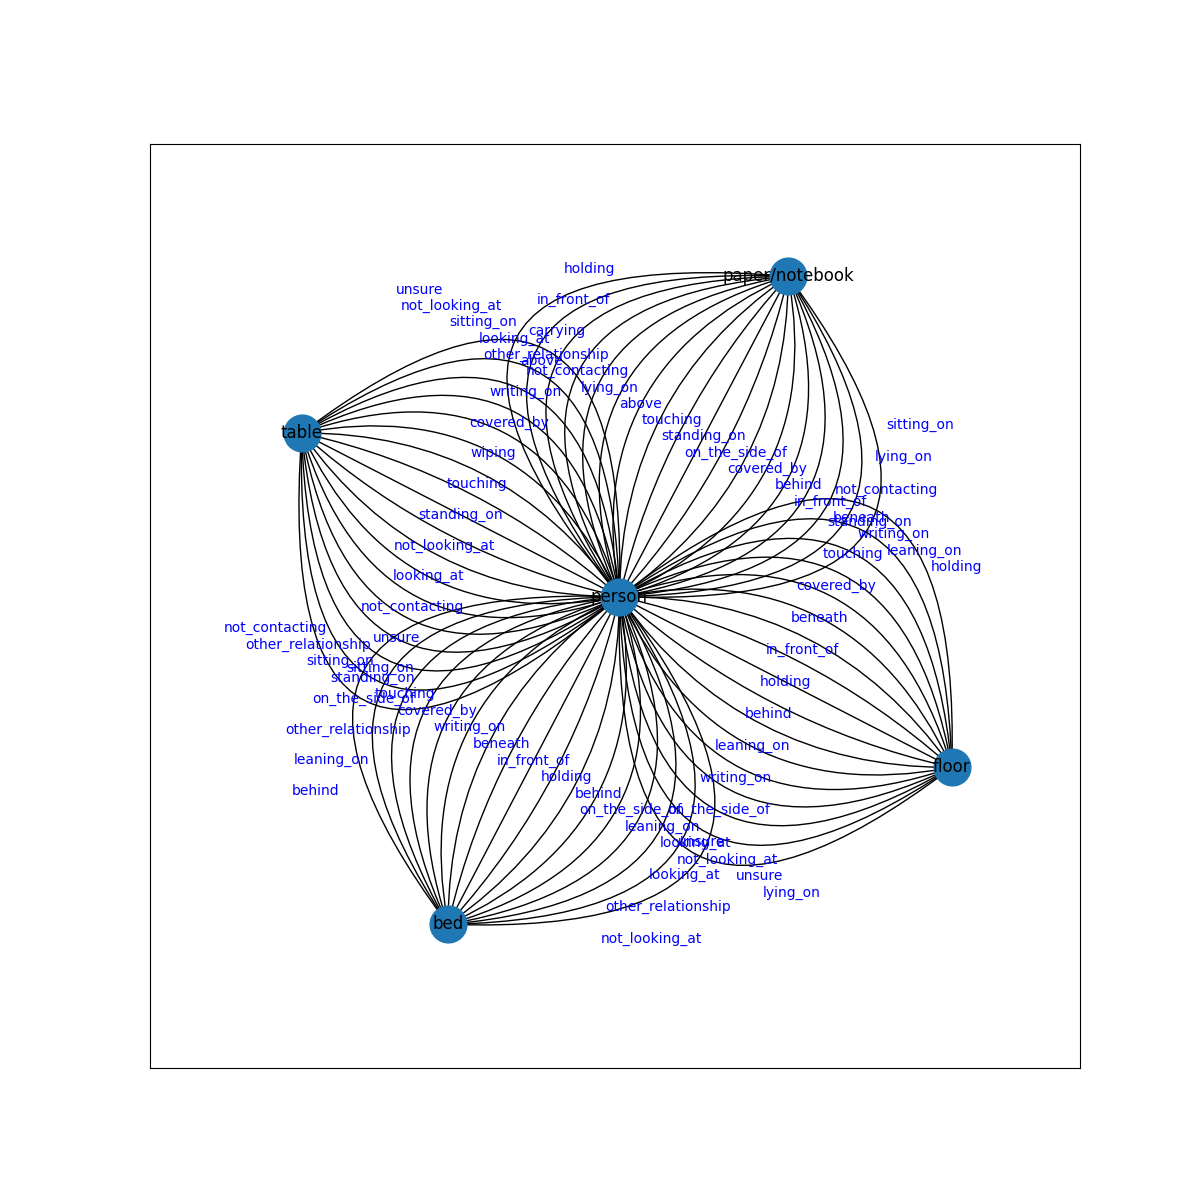 holding
paper/notebook
unsure
in_front_of
not_looking_at
sitting_on
carrying
looking_at
other_relationship
above
not_contacting
lying_on
writing_on
above
touching
covered_by
sitting_on
table
standing_on
wiping
on_the_side_of
lying_on
covered_by
touching
behind
not_contacting
in_front_of
standing_on
beneath
standing_on
writing_on
not_looking_at
touching
leaning_on
holding
looking_at
covered_by
person
not_contacting
beneath
not_contacting
unsure
other_relationship
in_front_of
sitting_on
sitting_on
standing_on
holding
touching
on_the_side_of
covered_by
behind
other_relationship
writing_on
beneath
leaning_on
leaning_on
in_front_of
floor
holding
writing_on
behind
behind
on_the_side_of
on_the_side_of
leaning_on
looking_at
unsure
not_looking_at
looking_at
unsure
lying_on
other_relationship
bed
not_looking_at